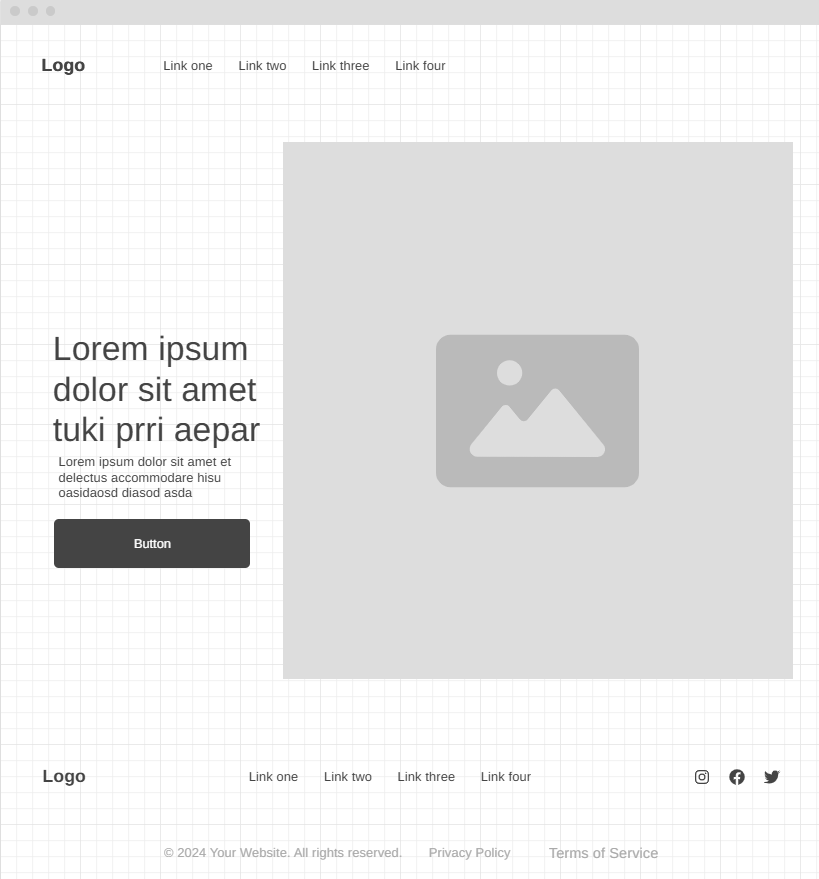 Logo
Link one Link two Link three Link four
Lorem ipsum
dolor sit amet
tuki prri aepar
Lorem ipsum dolor sit amet et
delectus accommodare hisu
oasidaosd diasod asda
Button
Logo
Link one Link two Link three Link four
© 2024 Your Website. All rights reserved. Privacy Policy Terms of Service